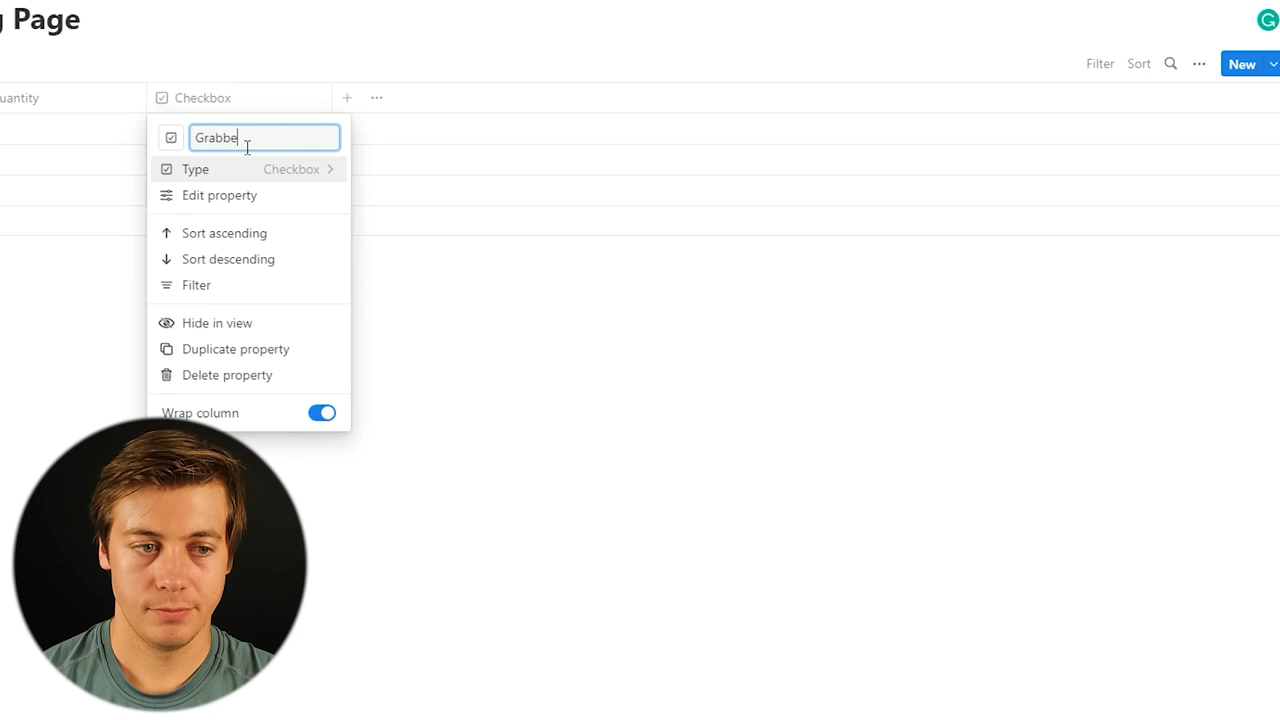 g Page
Filter Sort New
uantity Checkbox
Grabbe
Type Checkbox
Edit property
Sort ascending
Sort descending
Filter
Hide in view
Duplicate property
Delete property
Wrap column